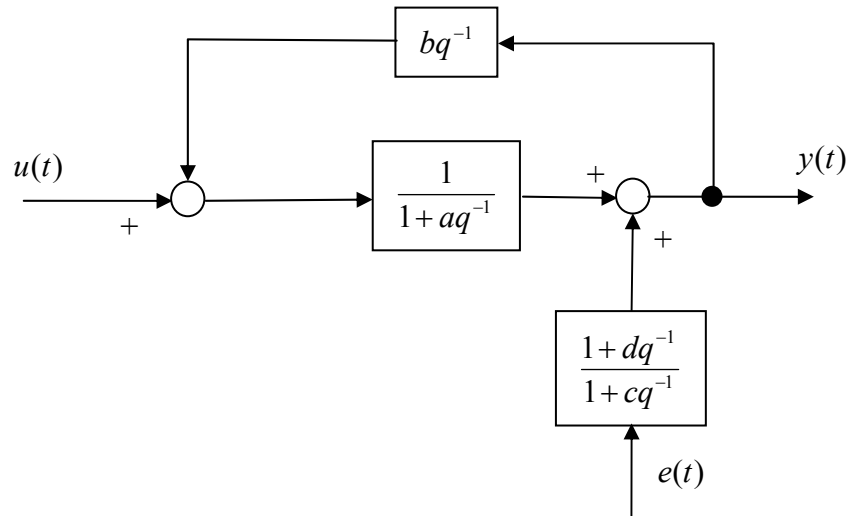 bq⁻¹
u(t)
+
1
1 + aq⁻¹
+
y(t)
+
1 + dq⁻¹
1 + cq⁻¹
e(t)